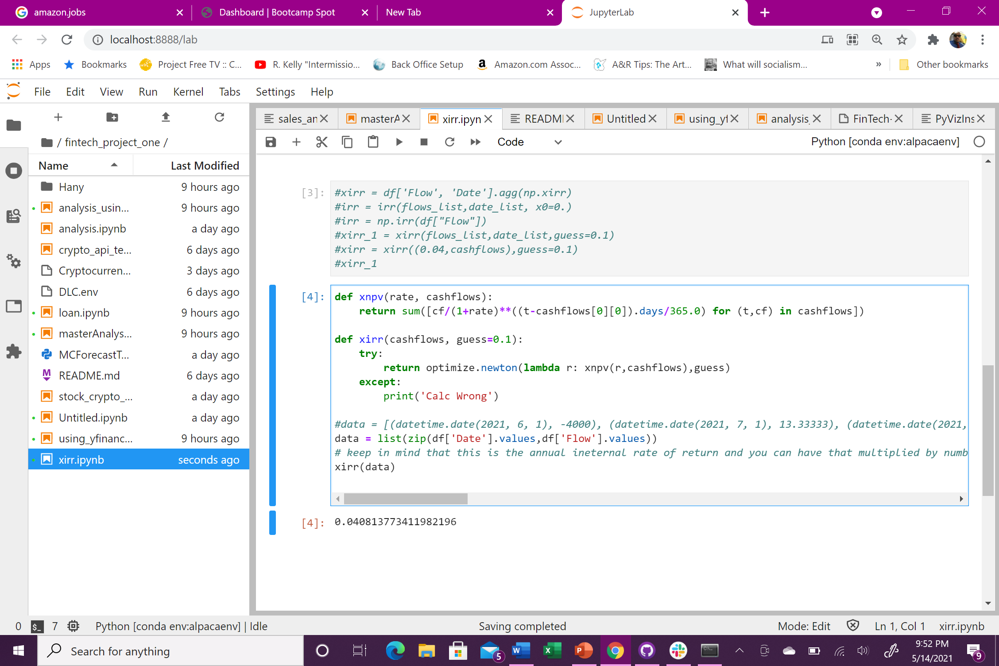 amazon.jobs
Dashboard | Bootcamp Spot
New Tab
JupyterLab
localhost:8888/lab
Apps
Bookmarks
Project Free TV :: C...
R. Kelly "Intermissio...
Back Office Setup
Amazon.com Assoc...
A&R Tips: The Art...
What will socialism...
»
Other bookmarks
File Edit View Run Kernel Tabs Settings Help
/ fintech_project_one /
Name Last Modified
Hany 9 hours ago
analysis_usin... 9 hours ago
analysis.ipynb a day ago
crypto_api_te... 6 days ago
Cryptocurren... 3 days ago
DLC.env 6 days ago
loan.ipynb 9 hours ago
masterAnalys... 9 hours ago
MCForecastT... a day ago
README.md 6 days ago
stock_crypto_... a day ago
Untitled.ipynb a day ago
using_yfinanc... 9 hours ago
xirr.ipynb seconds ago
sales_an
masterA
xirr.ipyn
READMI
Untitled
using_yf
analysis_
FinTech-
PyVizIns
Code
Python [conda env:alpacaenv]
[3]:
#xirr = df['Flow', 'Date'].agg(np.xirr)
#irr = irr(flows_list,date_list, x0=0.)
#irr = np.irr(df["Flow"])
#xirr_1 = xirr(flows_list,date_list,guess=0.1)
#xirr = xirr((0.04,cashflows),guess=0.1)
#xirr_1
[4]:
def xnpv(rate, cashflows):
    return sum([cf/(1+rate)**((t-cashflows[0][0]).days/365.0) for (t,cf) in cashflows])
def xirr(cashflows, guess=0.1):
    try:
        return optimize.newton(lambda r: xnpv(r,cashflows),guess)
    except:
        print('Calc Wrong')
#data = [(datetime.date(2021, 6, 1), -4000), (datetime.date(2021, 7, 1), 13.33333), (datetime.date(2021,
data = list(zip(df['Date'].values,df['Flow'].values))
# keep in mind that this is the annual ineternal rate of return and you can have that multiplied by numb
xirr(data)
[4]: 0.040813773411982196
0 $_ 7 Python [conda env:alpacaenv] | Idle
Saving completed
Mode: Edit
Ln 1, Col 1
xirr.ipynb
Search for anything
5
9:52 PM
5/14/2021
9